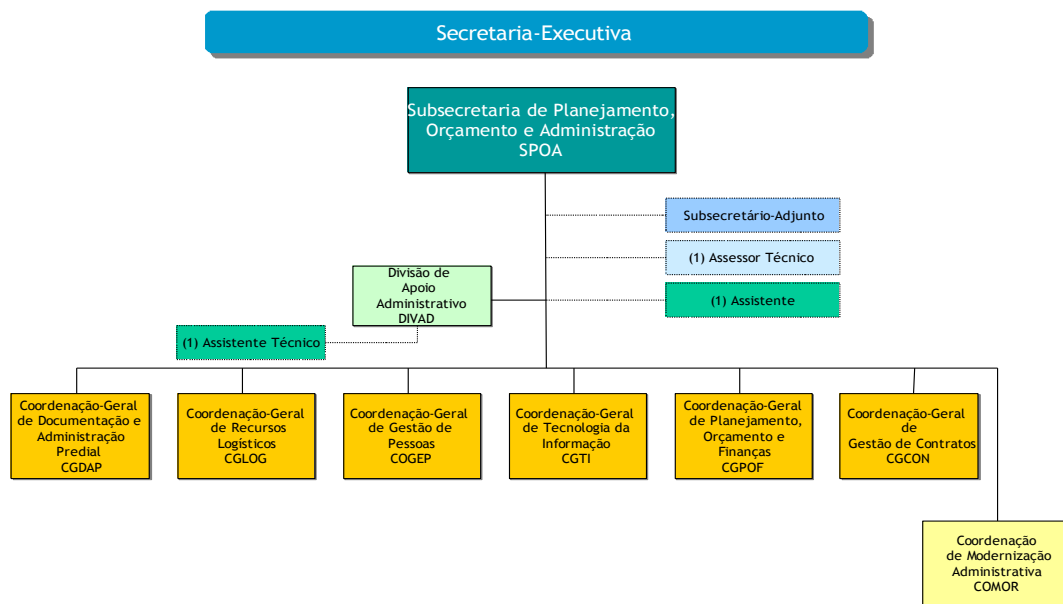 Secretaria-Executiva
Subsecretaria de Planejamento,
Orçamento e Administração
SPOA
Subsecretário-Adjunto
(1) Assessor Técnico
Divisão de
Apoio
Administrativo
DIVAD
(1) Assistente
(1) Assistente Técnico
Coordenação-Geral
de Documentação e
Administração
Predial
CGDAP
Coordenação-Geral
de Recursos
Logísticos
CGLOG
Coordenação-Geral
de Gestão de
Pessoas
COGEP
Coordenação-Geral
de Tecnologia da
Informação
CGTI
Coordenação-Geral
de Planejamento,
Orçamento e
Finanças
CGPOF
Coordenação-Geral
de
Gestão de Contratos
CGCON
Coordenação
de Modernização
Administrativa
COMOR